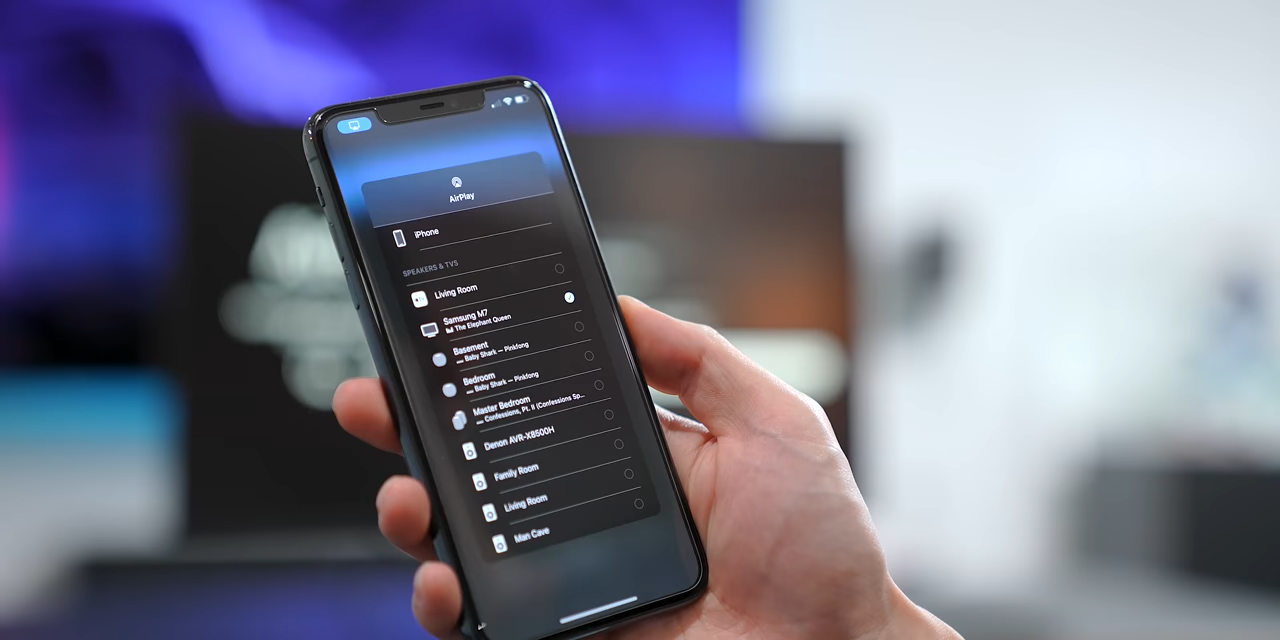 AirPlay
iPhone
SPEAKERS & TVS
Living Room
Samsung M7
The Elephant Queen
Basement
Baby Shark — Pinkfong
Bedroom
Baby Shark — Pinkfong
Master Bedroom
Confessions, Pt. II (Confessions Sp...
Denon AVR-X8500H
Family Room
Living Room
Man Cave